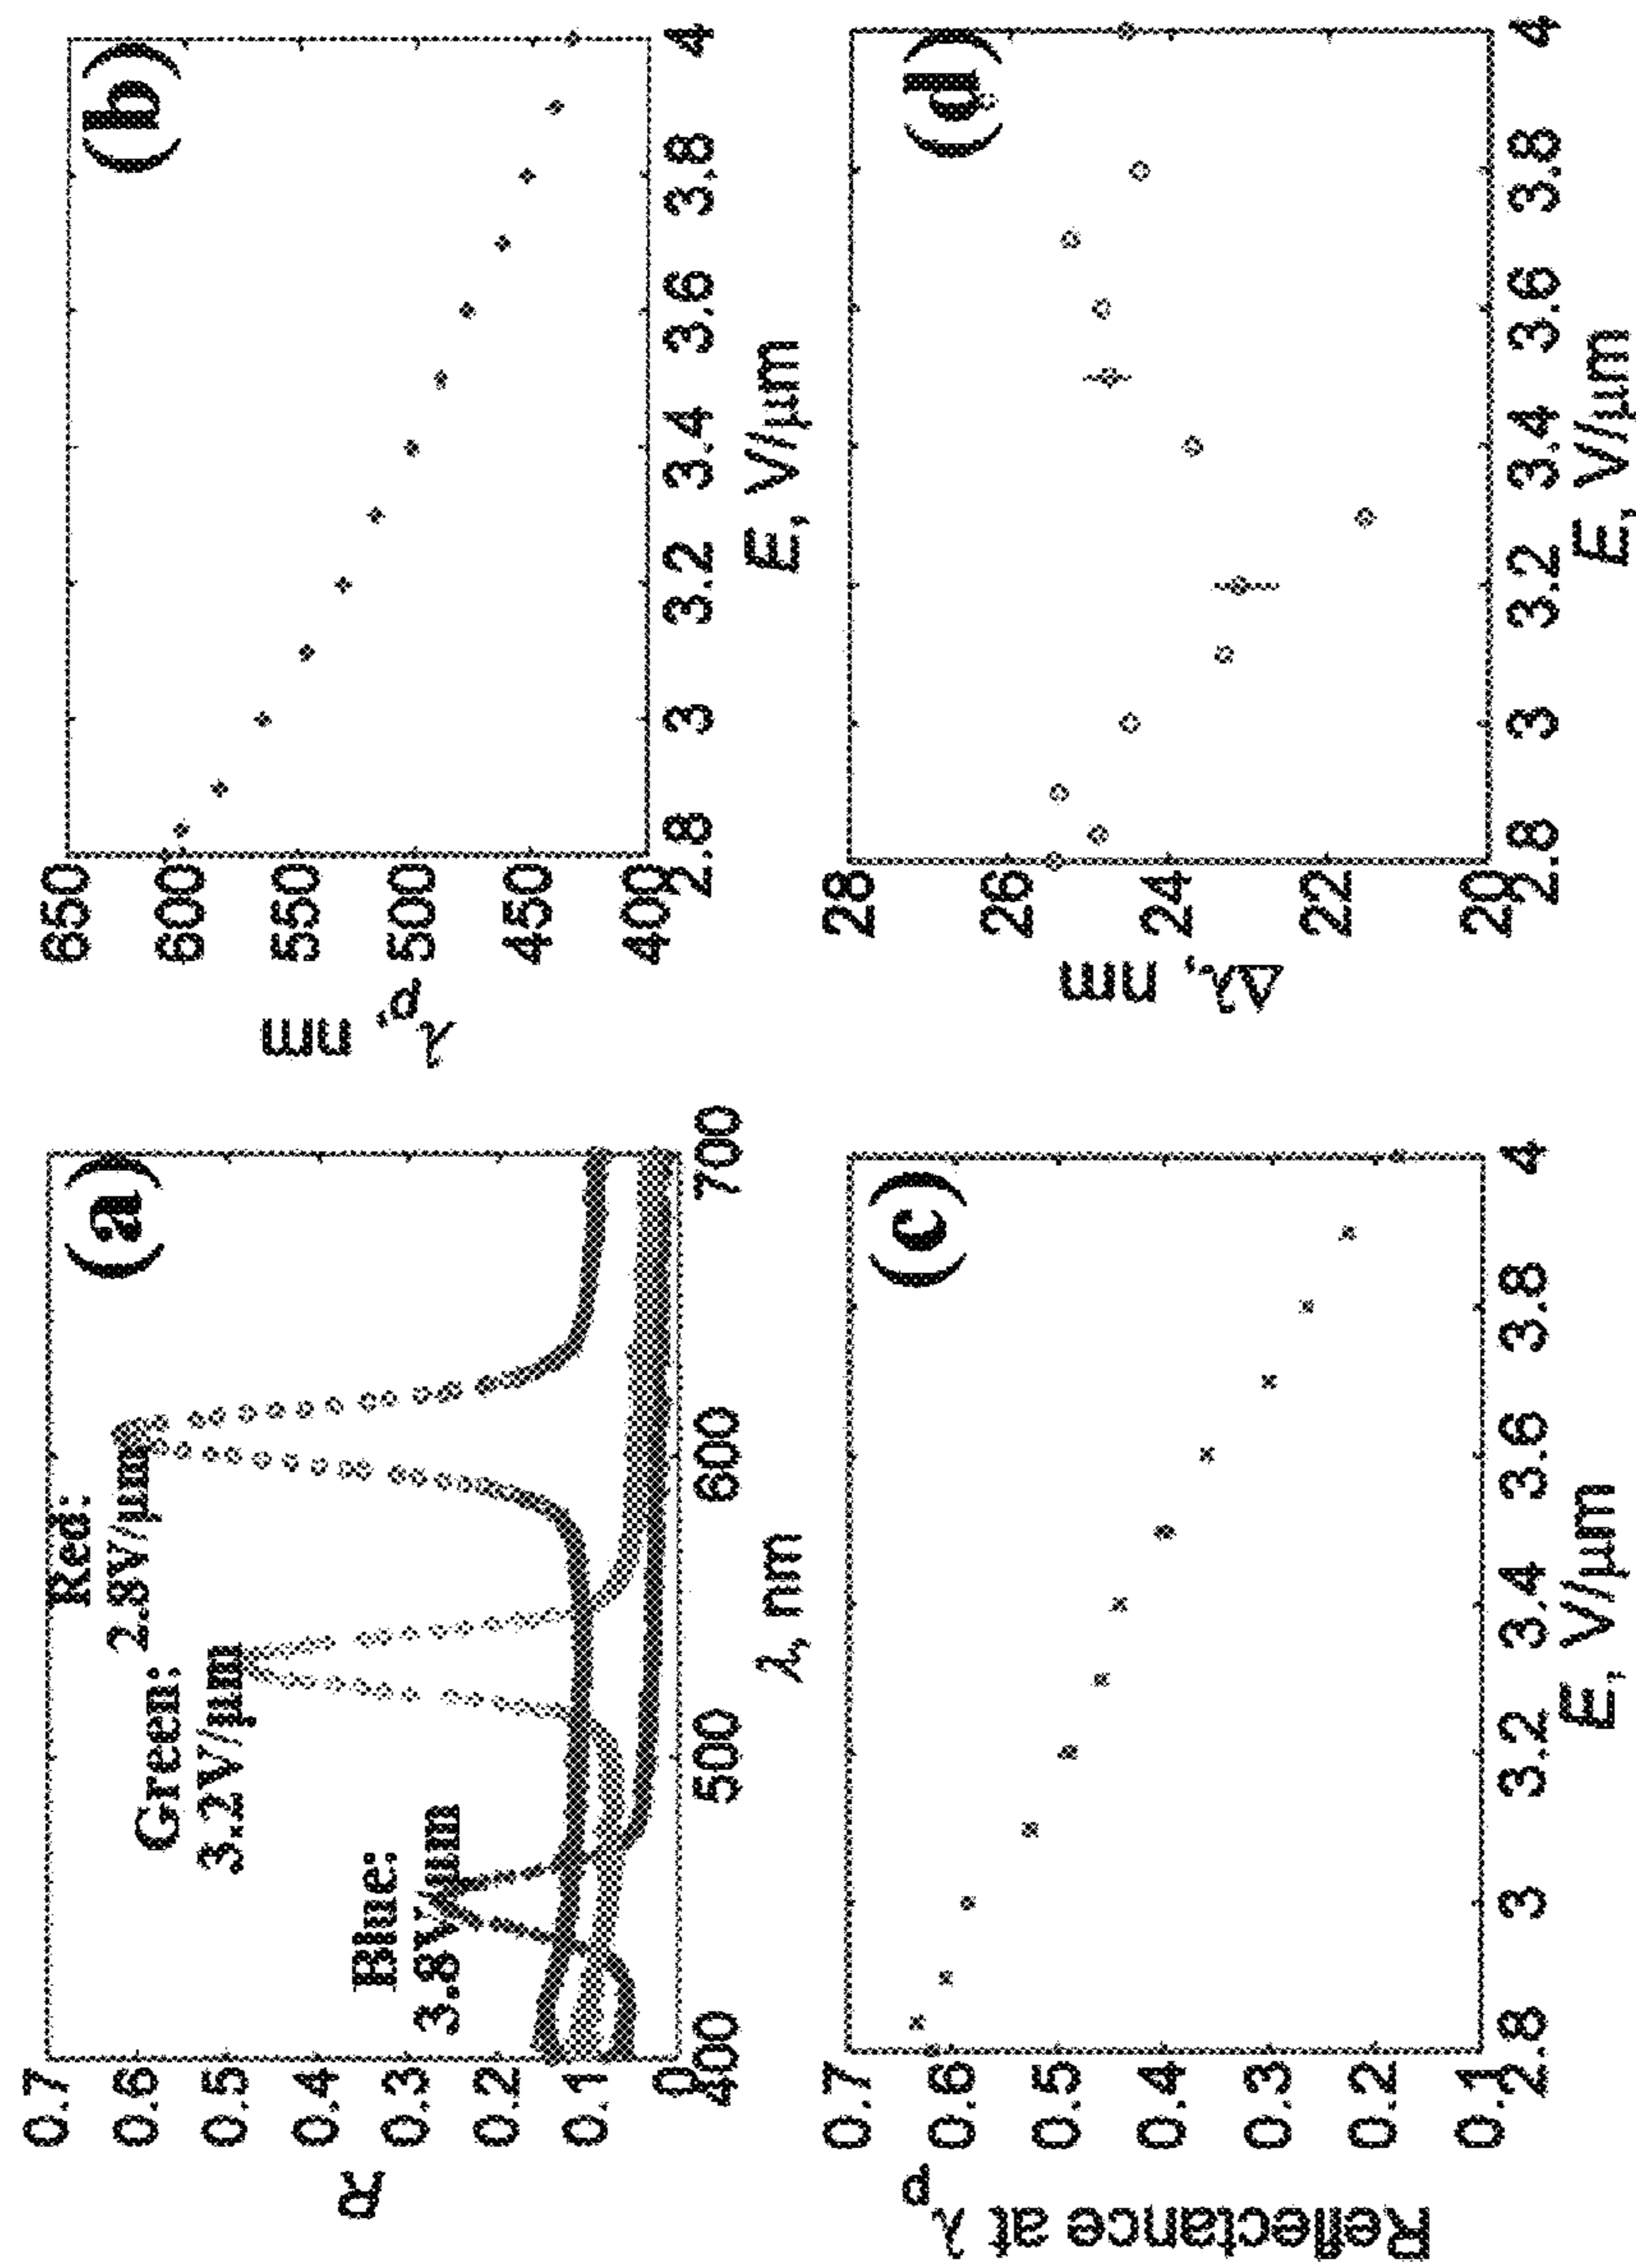 (a)
R
0.7
0.6
0.5
0.4
0.3
0.2
0.1
0
Red:
2.8V/μm
Green:
3.2V/μm
Blue:
3.8V/μm
400 500 600 700
λ, nm
(b)
λp, nm
650
600
550
500
450
400
2.8 3 3.2 3.4 3.6 3.8 4
E, V/μm
(c)
Reflectance at λp
0.7
0.6
0.5
0.4
0.3
0.2
0.1
2.8 3 3.2 3.4 3.6 3.8 4
E, V/μm
(d)
Δλ, nm
28
26
24
22
20
2.8 3 3.2 3.4 3.6 3.8 4
E, V/μm